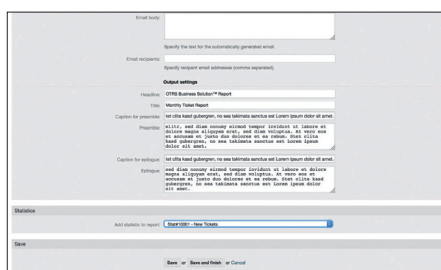 Email body:
Specify the text for the automatically generated email.
Email recipients:
Specify recipient email addresses (comma separated).
Output settings
Headline: OTRS Business Solution™ Report
Title: Monthly Ticket Report
Caption for preamble: tet clita kasd gubergren, no sea takimata sanctus est Lorem ipsum dolor sit amet.
Preamble: elitr, sed diam nonumy eirmod tempor invidunt ut labore et
dolore magna aliquyam erat, sed diam voluptua. At vero eos
et accusam et justo duo dolores et ea rebum. Stet clita
kasd gubergren, no sea takimata sanctus est Lorem ipsum
dolor sit amet.
Caption for epilogue: tet clita kasd gubergren, no sea takimata sanctus est Lorem ipsum dolor sit amet.
Epilogue: sed diam nonumy eirmod tempor invidunt ut labore et dolore
magna aliquyam erat, sed diam voluptua. At vero eos et
accusam et justo duo dolores et ea rebum. Stet clita kasd
gubergren, no sea takimata sanctus est Lorem ipsum dolor
sit amet.
Statistics
Add statistic to report: Stat#10001 - New Tickets
Save
Save or Save and finish or Cancel